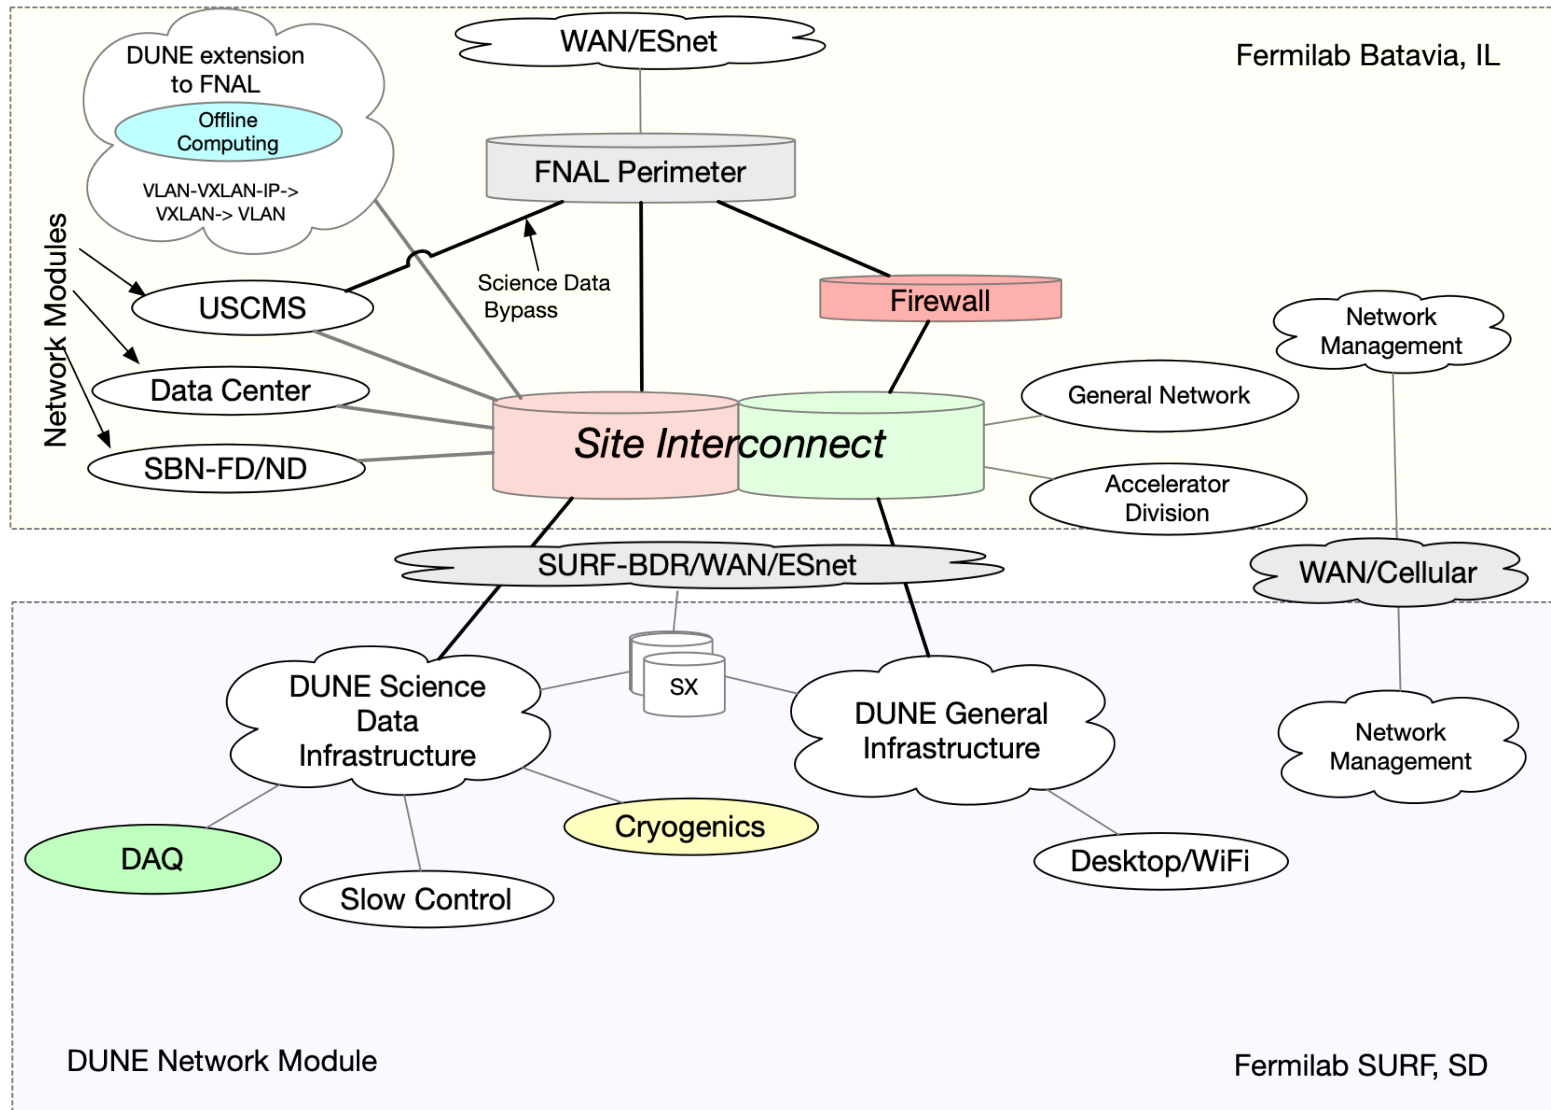 DUNE extension
to FNAL
Offline
Computing
VLAN-VXLAN-IP->
VXLAN-> VLAN
WAN/ESnet
Fermilab Batavia, IL
FNAL Perimeter
Network Modules
Science Data
Bypass
USCMS
Firewall
Network
Management
Data Center
General Network
Site Interconnect
SBN-FD/ND
Accelerator
Division
SURF-BDR/WAN/ESnet
WAN/Cellular
DUNE Science
Data
Infrastructure
SX
DUNE General
Infrastructure
Network
Management
Cryogenics
DAQ
Slow Control
Desktop/WiFi
DUNE Network Module
Fermilab SURF, SD